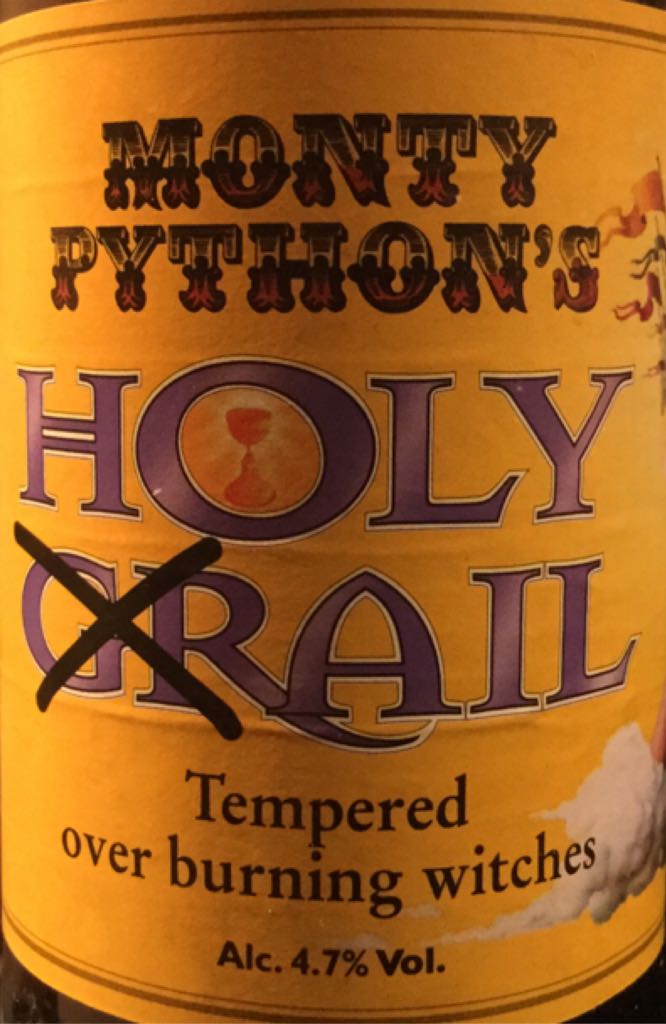 MONTY
PYTHON'S
HOLY
GRAIL
Tempered
over burning witches
Alc. 4.7% Vol.